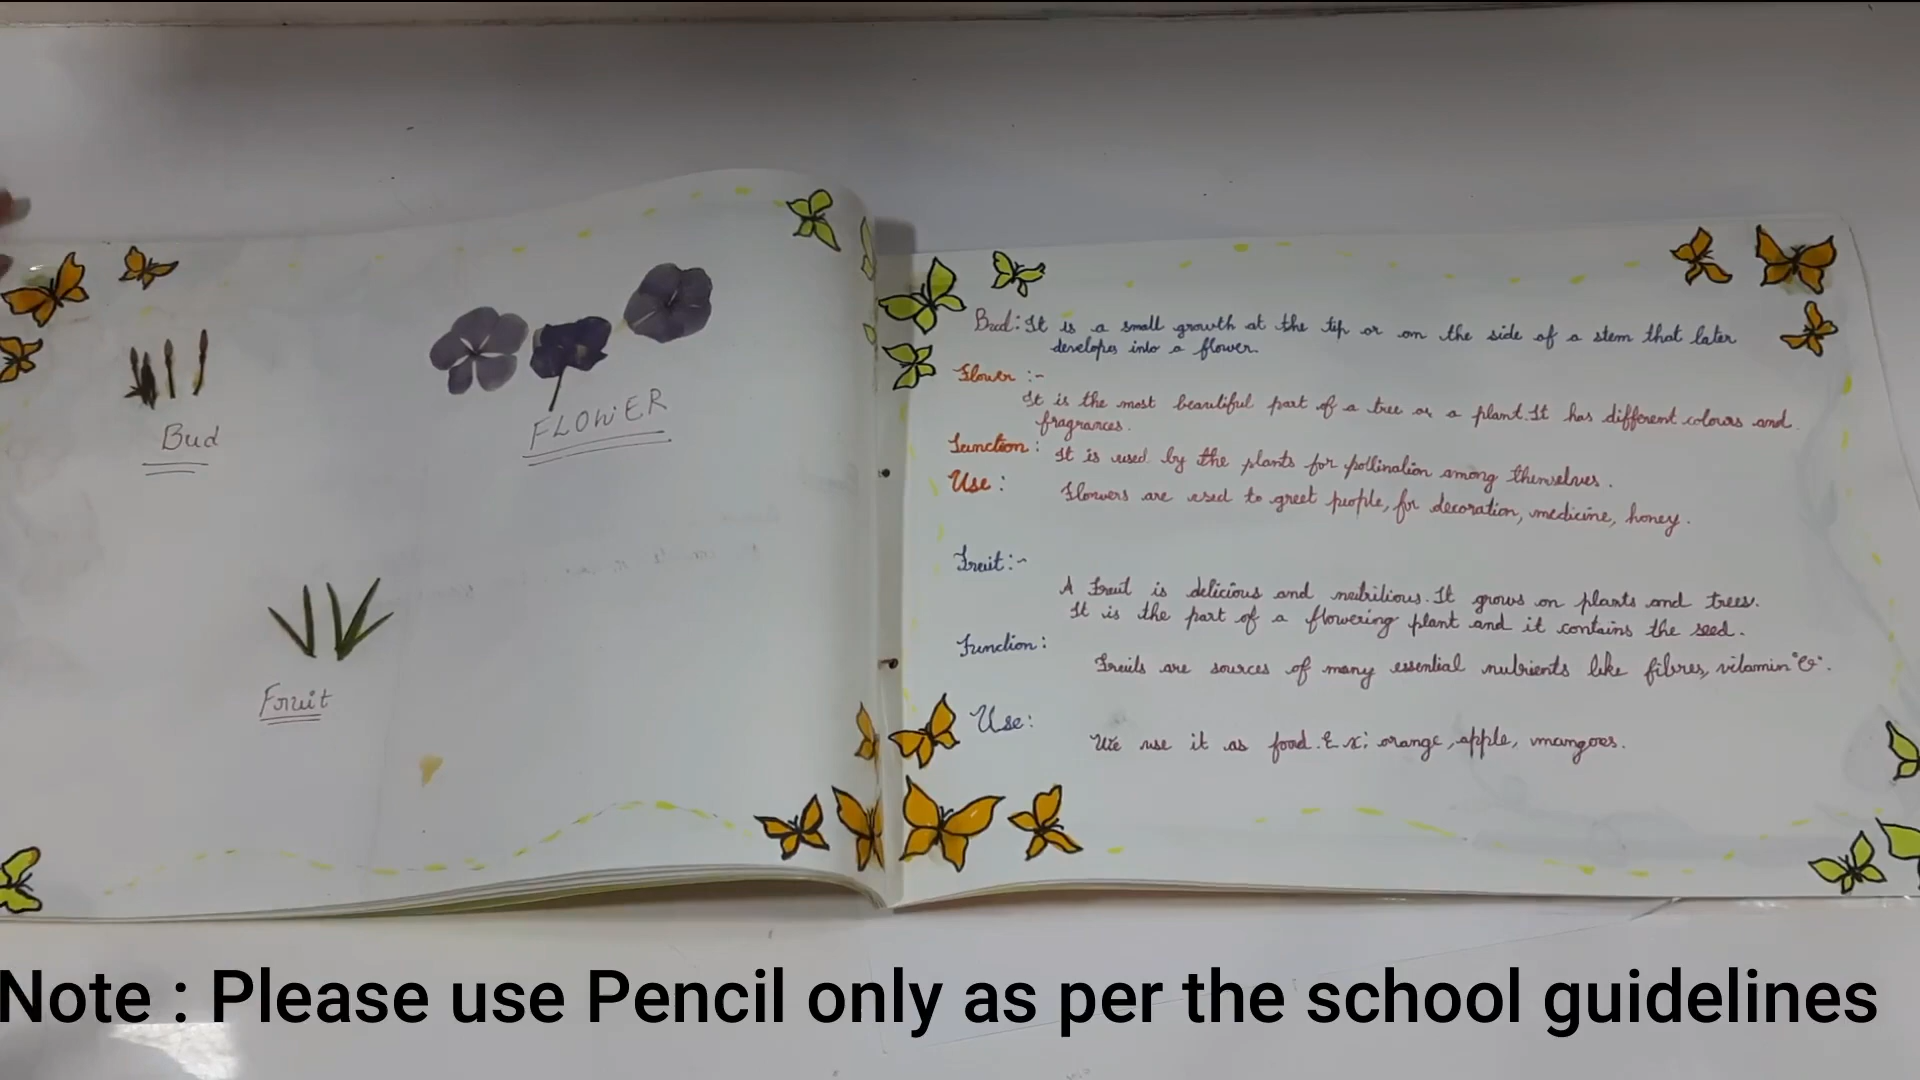 Bud
FLOWER
Fruit
Bud: It is a small growth at the tip or on the side of a stem that later
developes into a flower.
Flower :-
It is the most beautiful part of a tree or a plant. It has different colours and
fragrances.
Function: It is used by the plants for pollination among themselves.
Use: Flowers are used to greet people, for decoration, medicine, honey.
Fruit:-
A Fruit is delicious and nutritious. It grows on plants and trees.
It is the part of a flowering plant and it contains the seed.
Function:
Fruits are sources of many essential nutrients like fibres, vitamin "C".
Use:
We use it as food. Ex: orange, apple, mangoes.
Note : Please use Pencil only as per the school guidelines